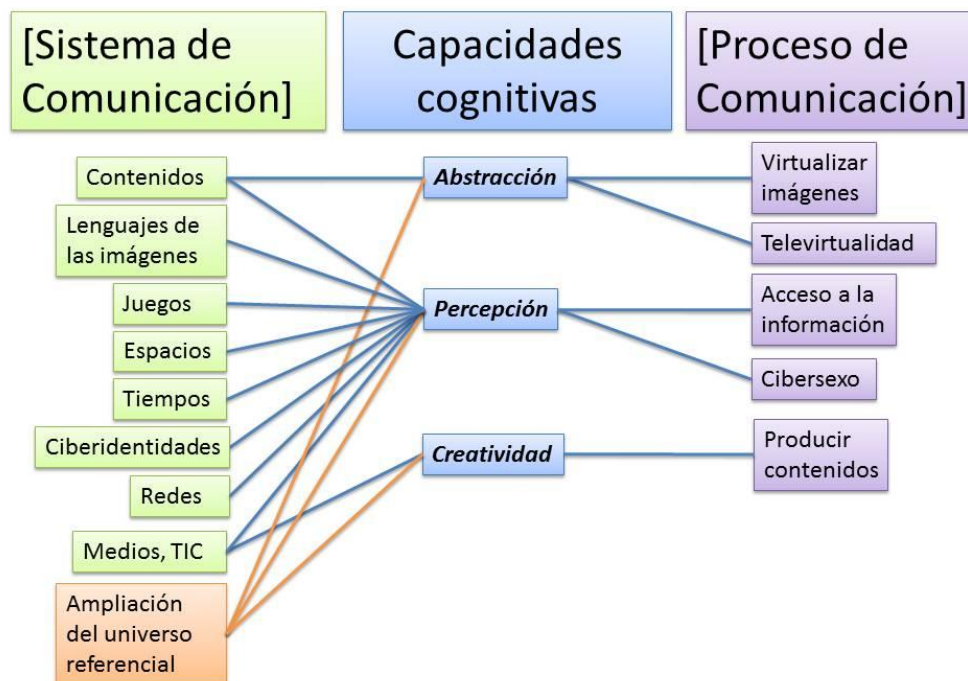 [Sistema de
Comunicación]
Capacidades
cognitivas
[Proceso de
Comunicación]
Contenidos
Lenguajes de
las imágenes
Juegos
Espacios
Tiempos
Ciberidentidades
Redes
Medios, TIC
Ampliación
del universo
referencial
Abstracción
Percepción
Creatividad
Virtualizar
imágenes
Televirtualidad
Acceso a la
información
Cibersexo
Producir
contenidos